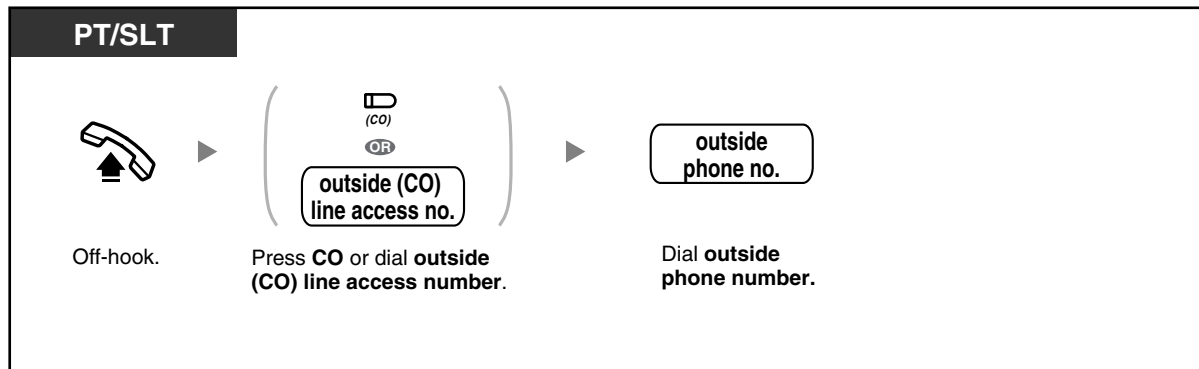 PT/SLT
(CO)
OR
outside (CO)
line access no.
outside
phone no.
Off-hook.
Press CO or dial outside
(CO) line access number.
Dial outside
phone number.